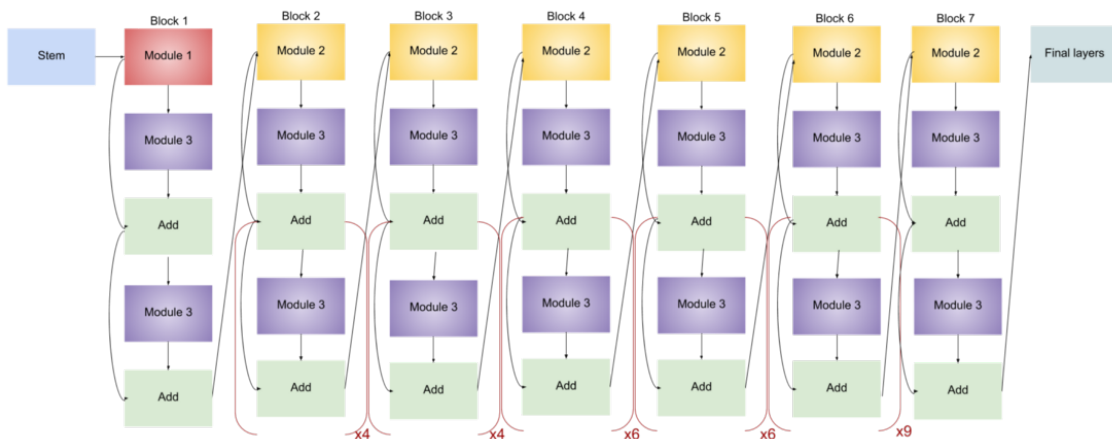 Block 1
Block 2
Block 3
Block 4
Block 5
Block 6
Block 7
Stem
Module 1
Module 2
Module 2
Module 2
Module 2
Module 2
Module 2
Final layers
Module 3
Module 3
Module 3
Module 3
Module 3
Module 3
Module 3
Add
Add
Add
Add
Add
Add
Add
Module 3
Module 3
Module 3
Module 3
Module 3
Module 3
Module 3
Add
Add
Add
Add
Add
Add
Add
x4
x4
x6
x6
x9